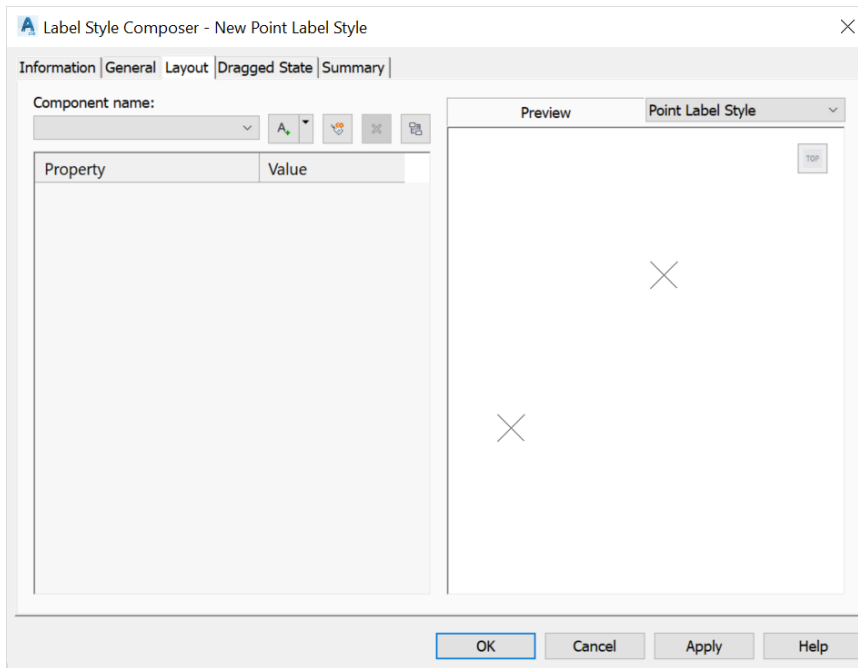 Label Style Composer - New Point Label Style
Information General Layout Dragged State Summary
Component name:
Preview Point Label Style
Property Value
TOP
OK Cancel Apply Help